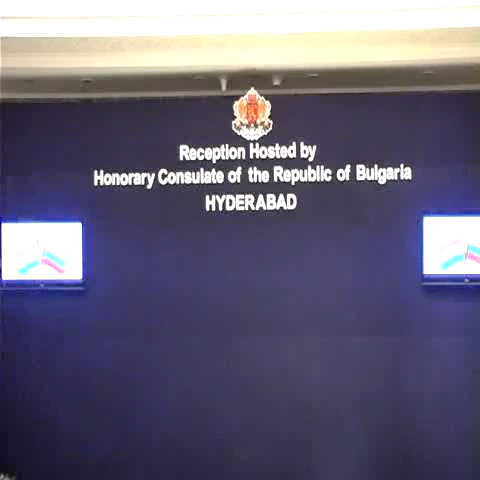 Reception Hosted by
Honorary Consulate of the Republic of Bulgaria
HYDERABAD